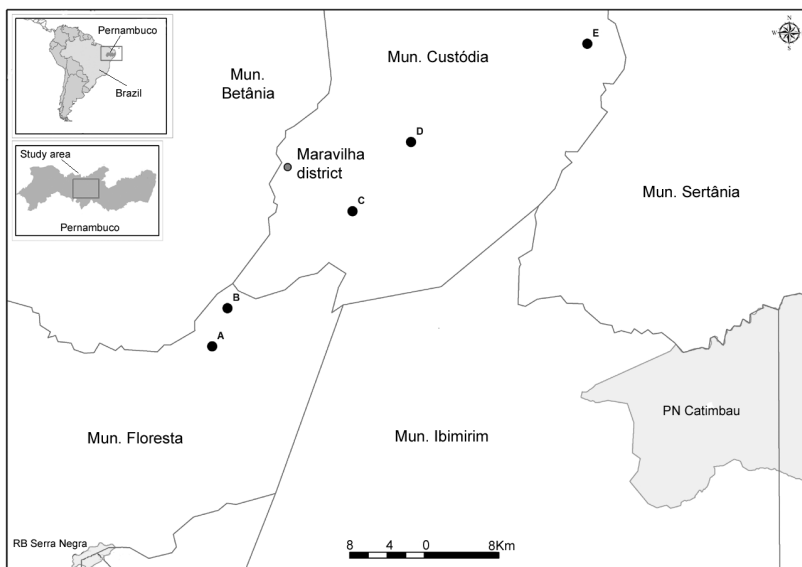 Pernambuco
Brazil
Study area
Pernambuco
Mun.
Betânia
Mun. Custódia
E
N
W
E
S
D
Maravilha
district
C
Mun. Sertânia
B
A
PN Catimbau
Mun. Floresta
Mun. Ibimirim
RB Serra Negra
8 4 0 8Km